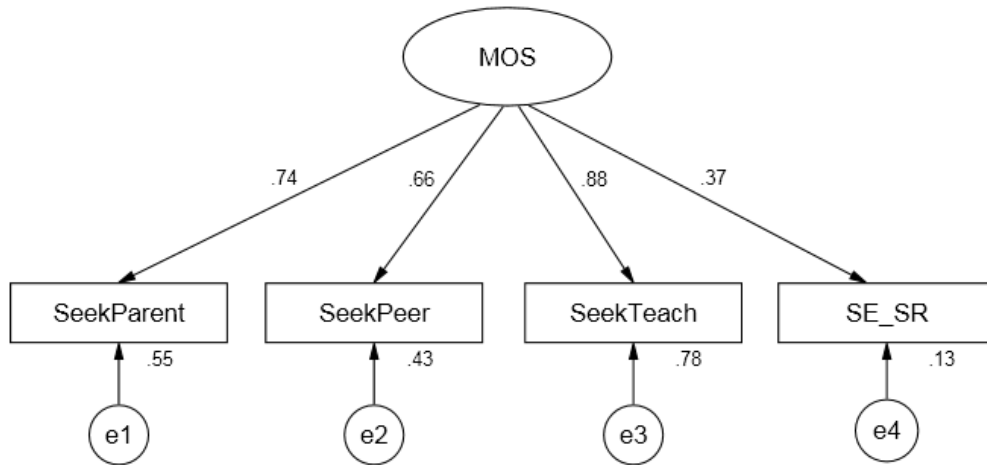 MOS
.74
.66
.88
.37
SeekParent
SeekPeer
SeekTeach
SE_SR
.55
.43
.78
.13
e1
e2
e3
e4